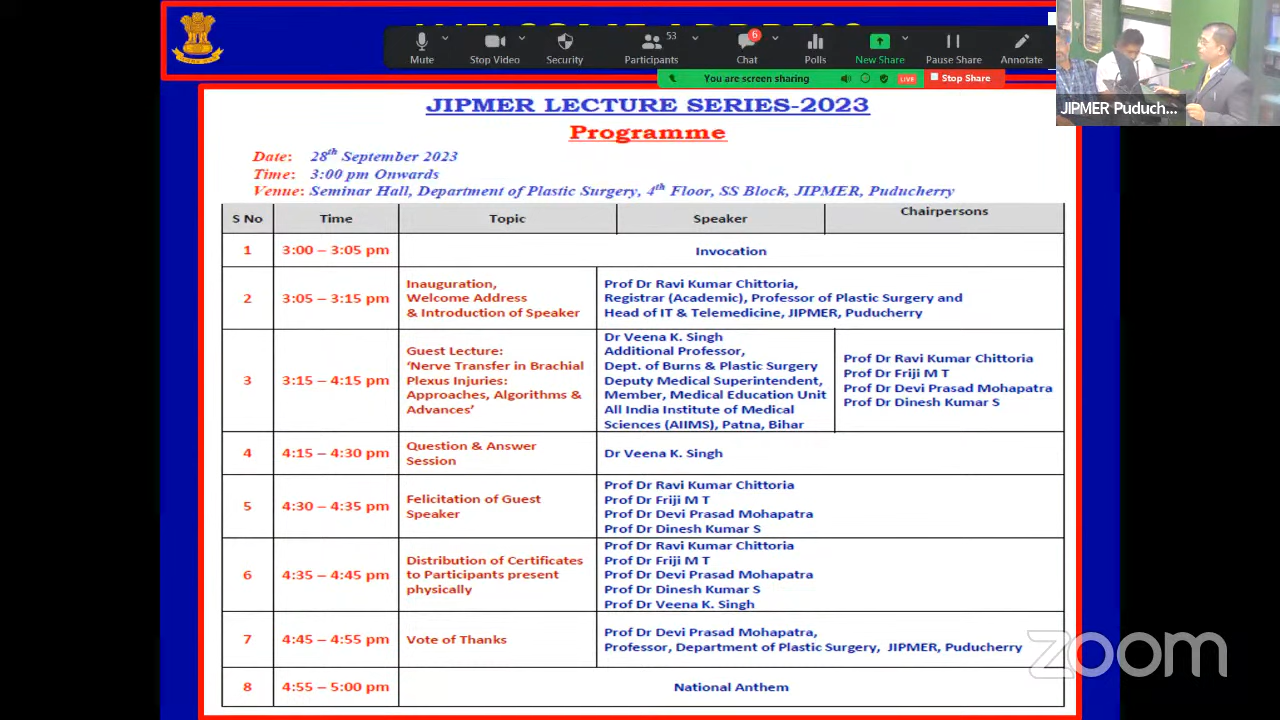 WELCOME ADDRESS
Mute
Stop Video
Security
53
Participants
6
Chat
Polls
New Share
Pause Share
Annotate
You are screen sharing
LIVE
Stop Share
JIPMER Puduch...
JIPMER LECTURE SERIES-2023
Programme
Date: 28th September 2023
Time: 3:00 pm Onwards
Venue: Seminar Hall, Department of Plastic Surgery, 4th Floor, SS Block, JIPMER, Puducherry
S No Time Topic Speaker Chairpersons
1 3:00 – 3:05 pm Invocation
2 3:05 – 3:15 pm
Inauguration,
Welcome Address
& Introduction of Speaker
Prof Dr Ravi Kumar Chittoria,
Registrar (Academic), Professor of Plastic Surgery and
Head of IT & Telemedicine, JIPMER, Puducherry
3 3:15 – 4:15 pm
Guest Lecture:
‘Nerve Transfer in Brachial
Plexus Injuries:
Approaches, Algorithms &
Advances’
Dr Veena K. Singh
Additional Professor,
Dept. of Burns & Plastic Surgery
Deputy Medical Superintendent,
Member, Medical Education Unit
All India Institute of Medical
Sciences (AIIMS), Patna, Bihar
Prof Dr Ravi Kumar Chittoria
Prof Dr Friji M T
Prof Dr Devi Prasad Mohapatra
Prof Dr Dinesh Kumar S
4 4:15 – 4:30 pm
Question & Answer
Session
Dr Veena K. Singh
5 4:30 – 4:35 pm
Felicitation of Guest
Speaker
Prof Dr Ravi Kumar Chittoria
Prof Dr Friji M T
Prof Dr Devi Prasad Mohapatra
Prof Dr Dinesh Kumar S
6 4:35 – 4:45 pm
Distribution of Certificates
to Participants present
physically
Prof Dr Ravi Kumar Chittoria
Prof Dr Friji M T
Prof Dr Devi Prasad Mohapatra
Prof Dr Dinesh Kumar S
Prof Dr Veena K. Singh
7 4:45 – 4:55 pm
Vote of Thanks
Prof Dr Devi Prasad Mohapatra,
Professor, Department of Plastic Surgery, JIPMER, Puducherry
8 4:55 – 5:00 pm National Anthem
zoom